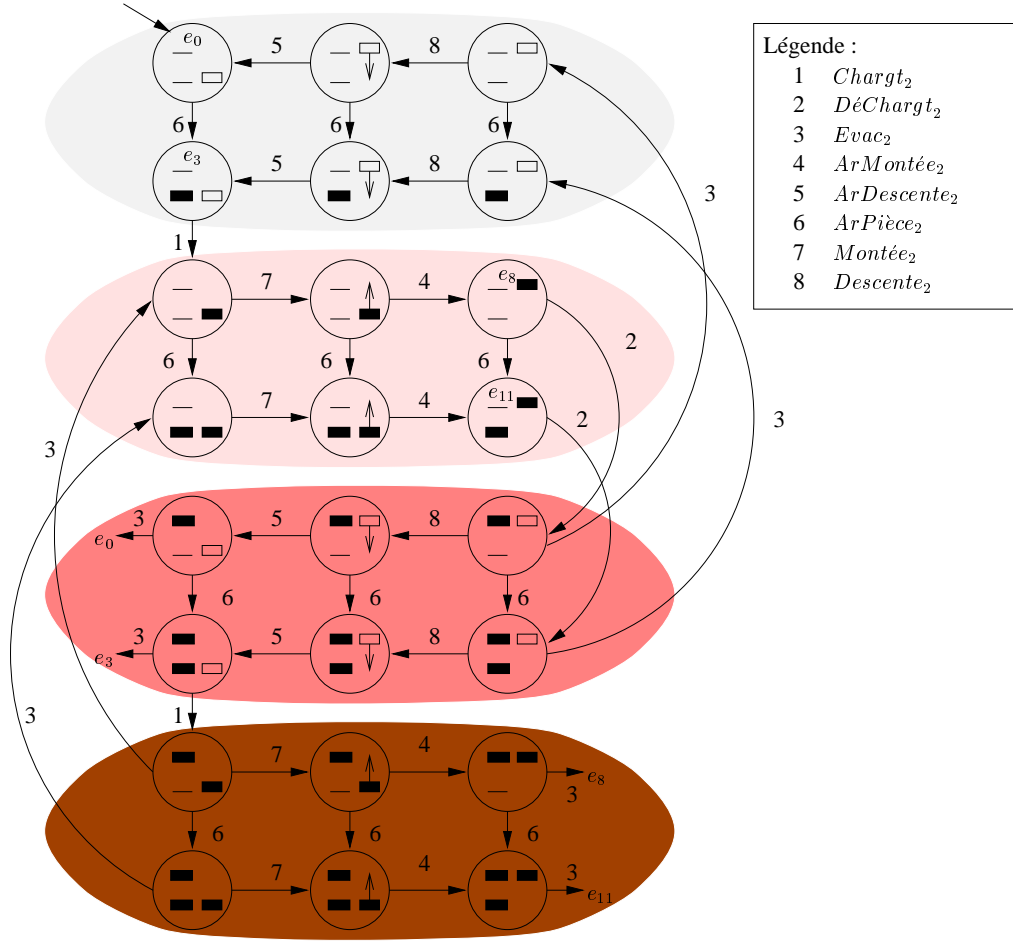 e0 5 8
6 6 6
e3 5 8
1
7 4 e8
6 6 6
7 4 e11
2
2
3
3
3
3
3 5 8
e0
6 6 6
3 5 8
e3
1
7 4
3 e8
6 6
7 4 3
e11
Légende :
1 Chargt2
2 DéChargt2
3 Evac2
4 ArMontée2
5 ArDescente2
6 ArPièce2
7 Montée2
8 Descente2